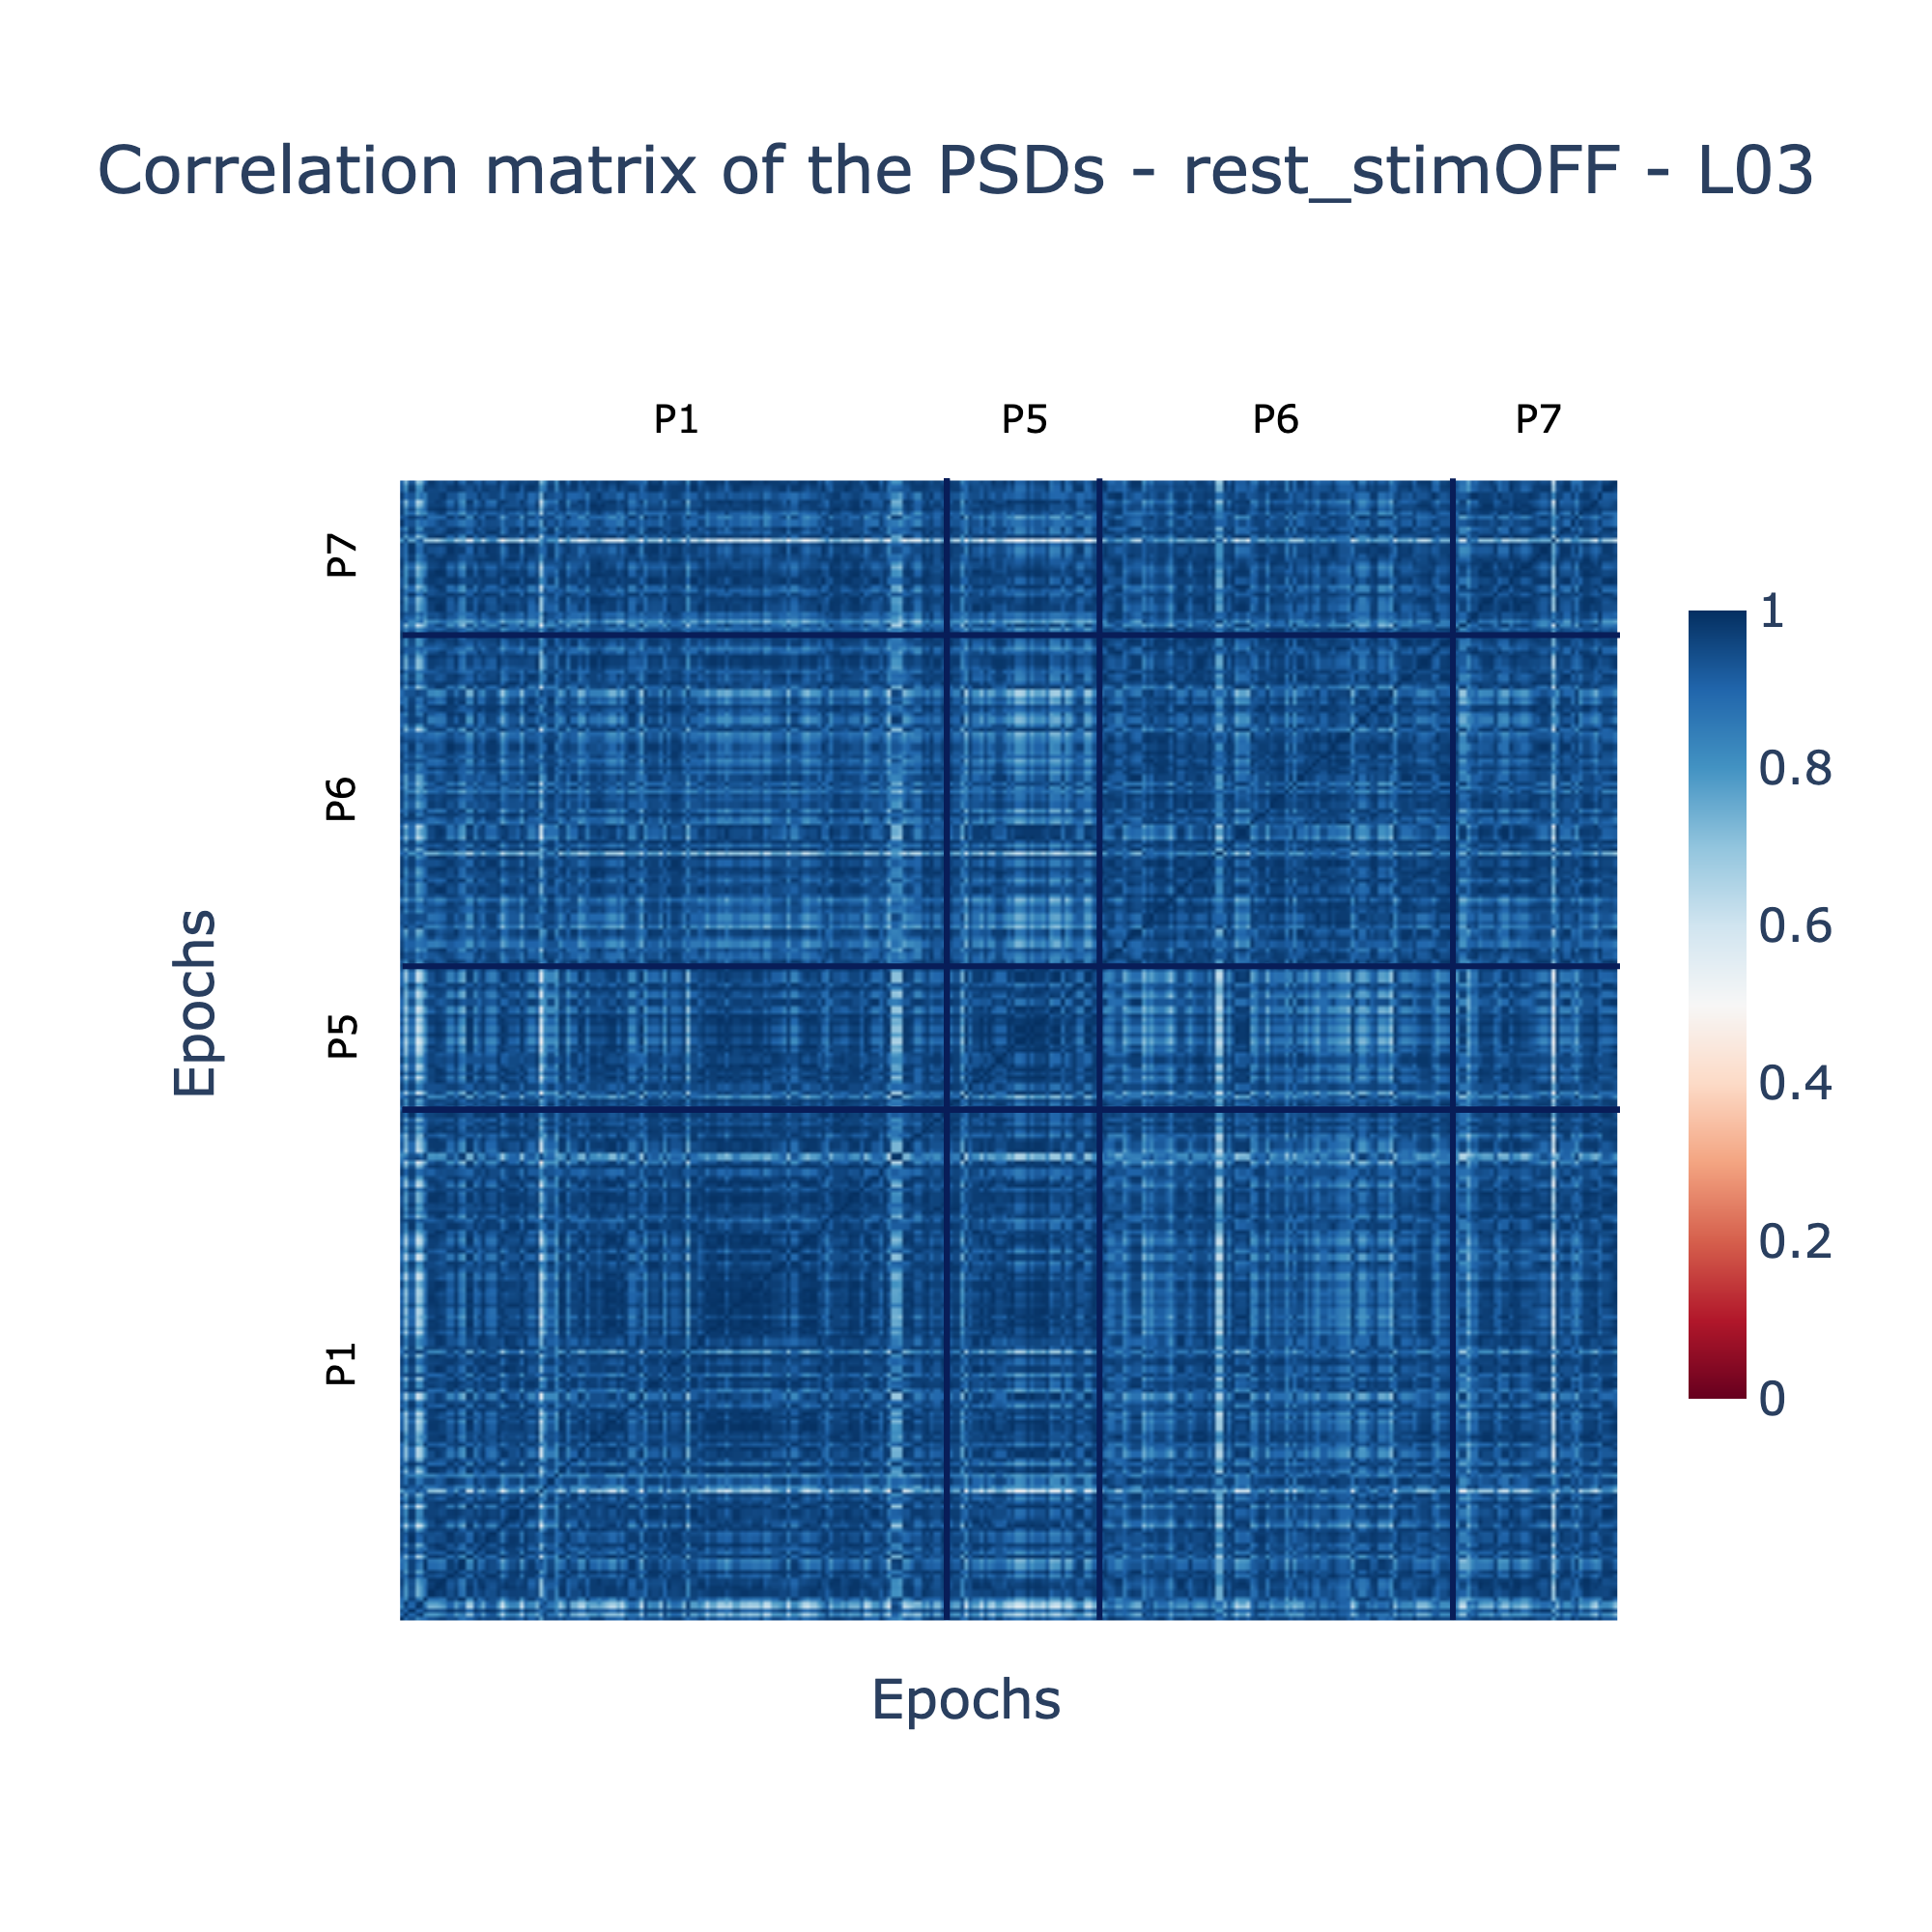 Correlation matrix of the PSDs - rest_stimOFF - L03
P1 P5 P6 P7
P7
P6
P5
P1
Epochs
Epochs
1
0.8
0.6
0.4
0.2
0